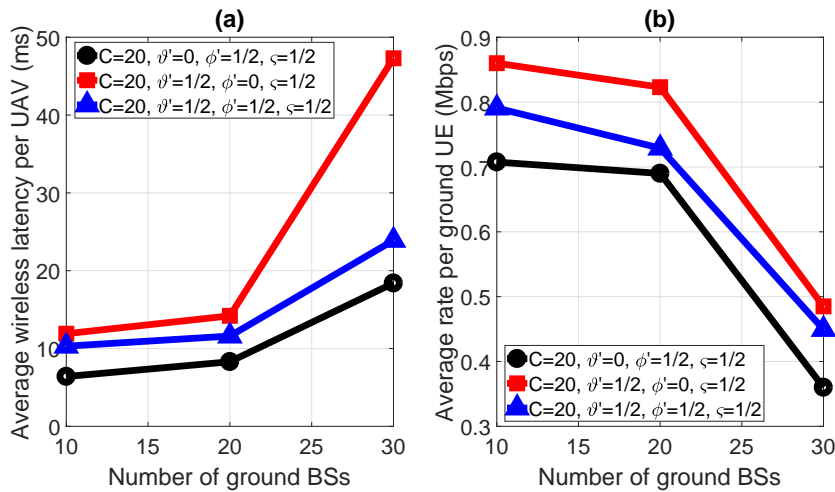 (a)
Average wireless latency per UAV (ms)
50
40
30
20
10
0
C=20, ϑ'=0, ϕ'=1/2, ς=1/2
C=20, ϑ'=1/2, ϕ'=0, ς=1/2
C=20, ϑ'=1/2, ϕ'=1/2, ς=1/2
10 15 20 25 30
Number of ground BSs
(b)
Average rate per ground UE (Mbps)
0.9
0.8
0.7
0.6
0.5
0.4
0.3
C=20, ϑ'=0, ϕ'=1/2, ς=1/2
C=20, ϑ'=1/2, ϕ'=0, ς=1/2
C=20, ϑ'=1/2, ϕ'=1/2, ς=1/2
10 15 20 25 30
Number of ground BSs